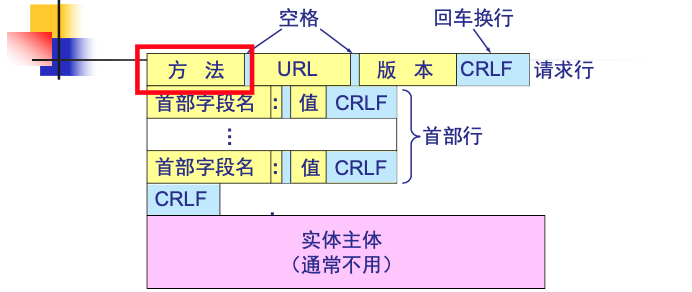 空格 回车换行
方 法 URL 版 本 CRLF 请求行
首部字段名 : 值 CRLF
⋮ 首部行
首部字段名 : 值 CRLF
CRLF
实体主体
（通常不用）